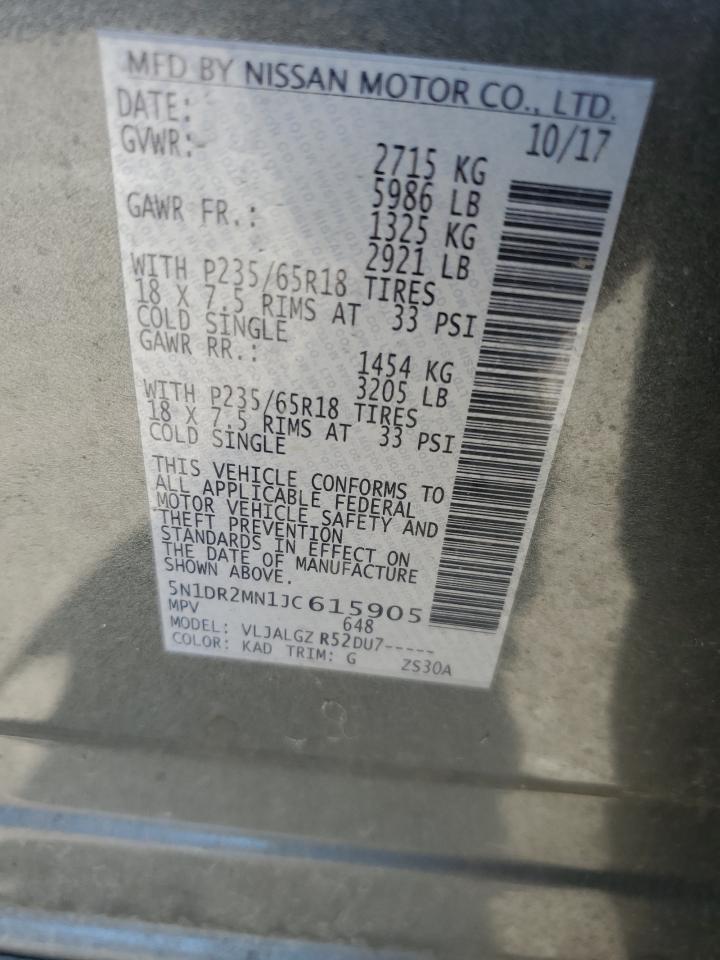 MFD BY NISSAN MOTOR CO., LTD.
DATE: 10/17
GVWR: 2715 KG
5986 LB
GAWR FR.: 1325 KG
2921 LB
WITH P235/65R18 TIRES
18 X 7.5 RIMS AT 33 PSI
COLD SINGLE
GAWR RR.: 1454 KG
3205 LB
WITH P235/65R18 TIRES
18 X 7.5 RIMS AT 33 PSI
COLD SINGLE
THIS VEHICLE CONFORMS TO
ALL APPLICABLE FEDERAL
MOTOR VEHICLE SAFETY AND
THEFT PREVENTION
STANDARDS IN EFFECT ON
THE DATE OF MANUFACTURE
SHOWN ABOVE.
5N1DR2MN1JC615905
MPV 648
MODEL: VLJALGZ R52DU7-----
COLOR: KAD TRIM: G ZS30A